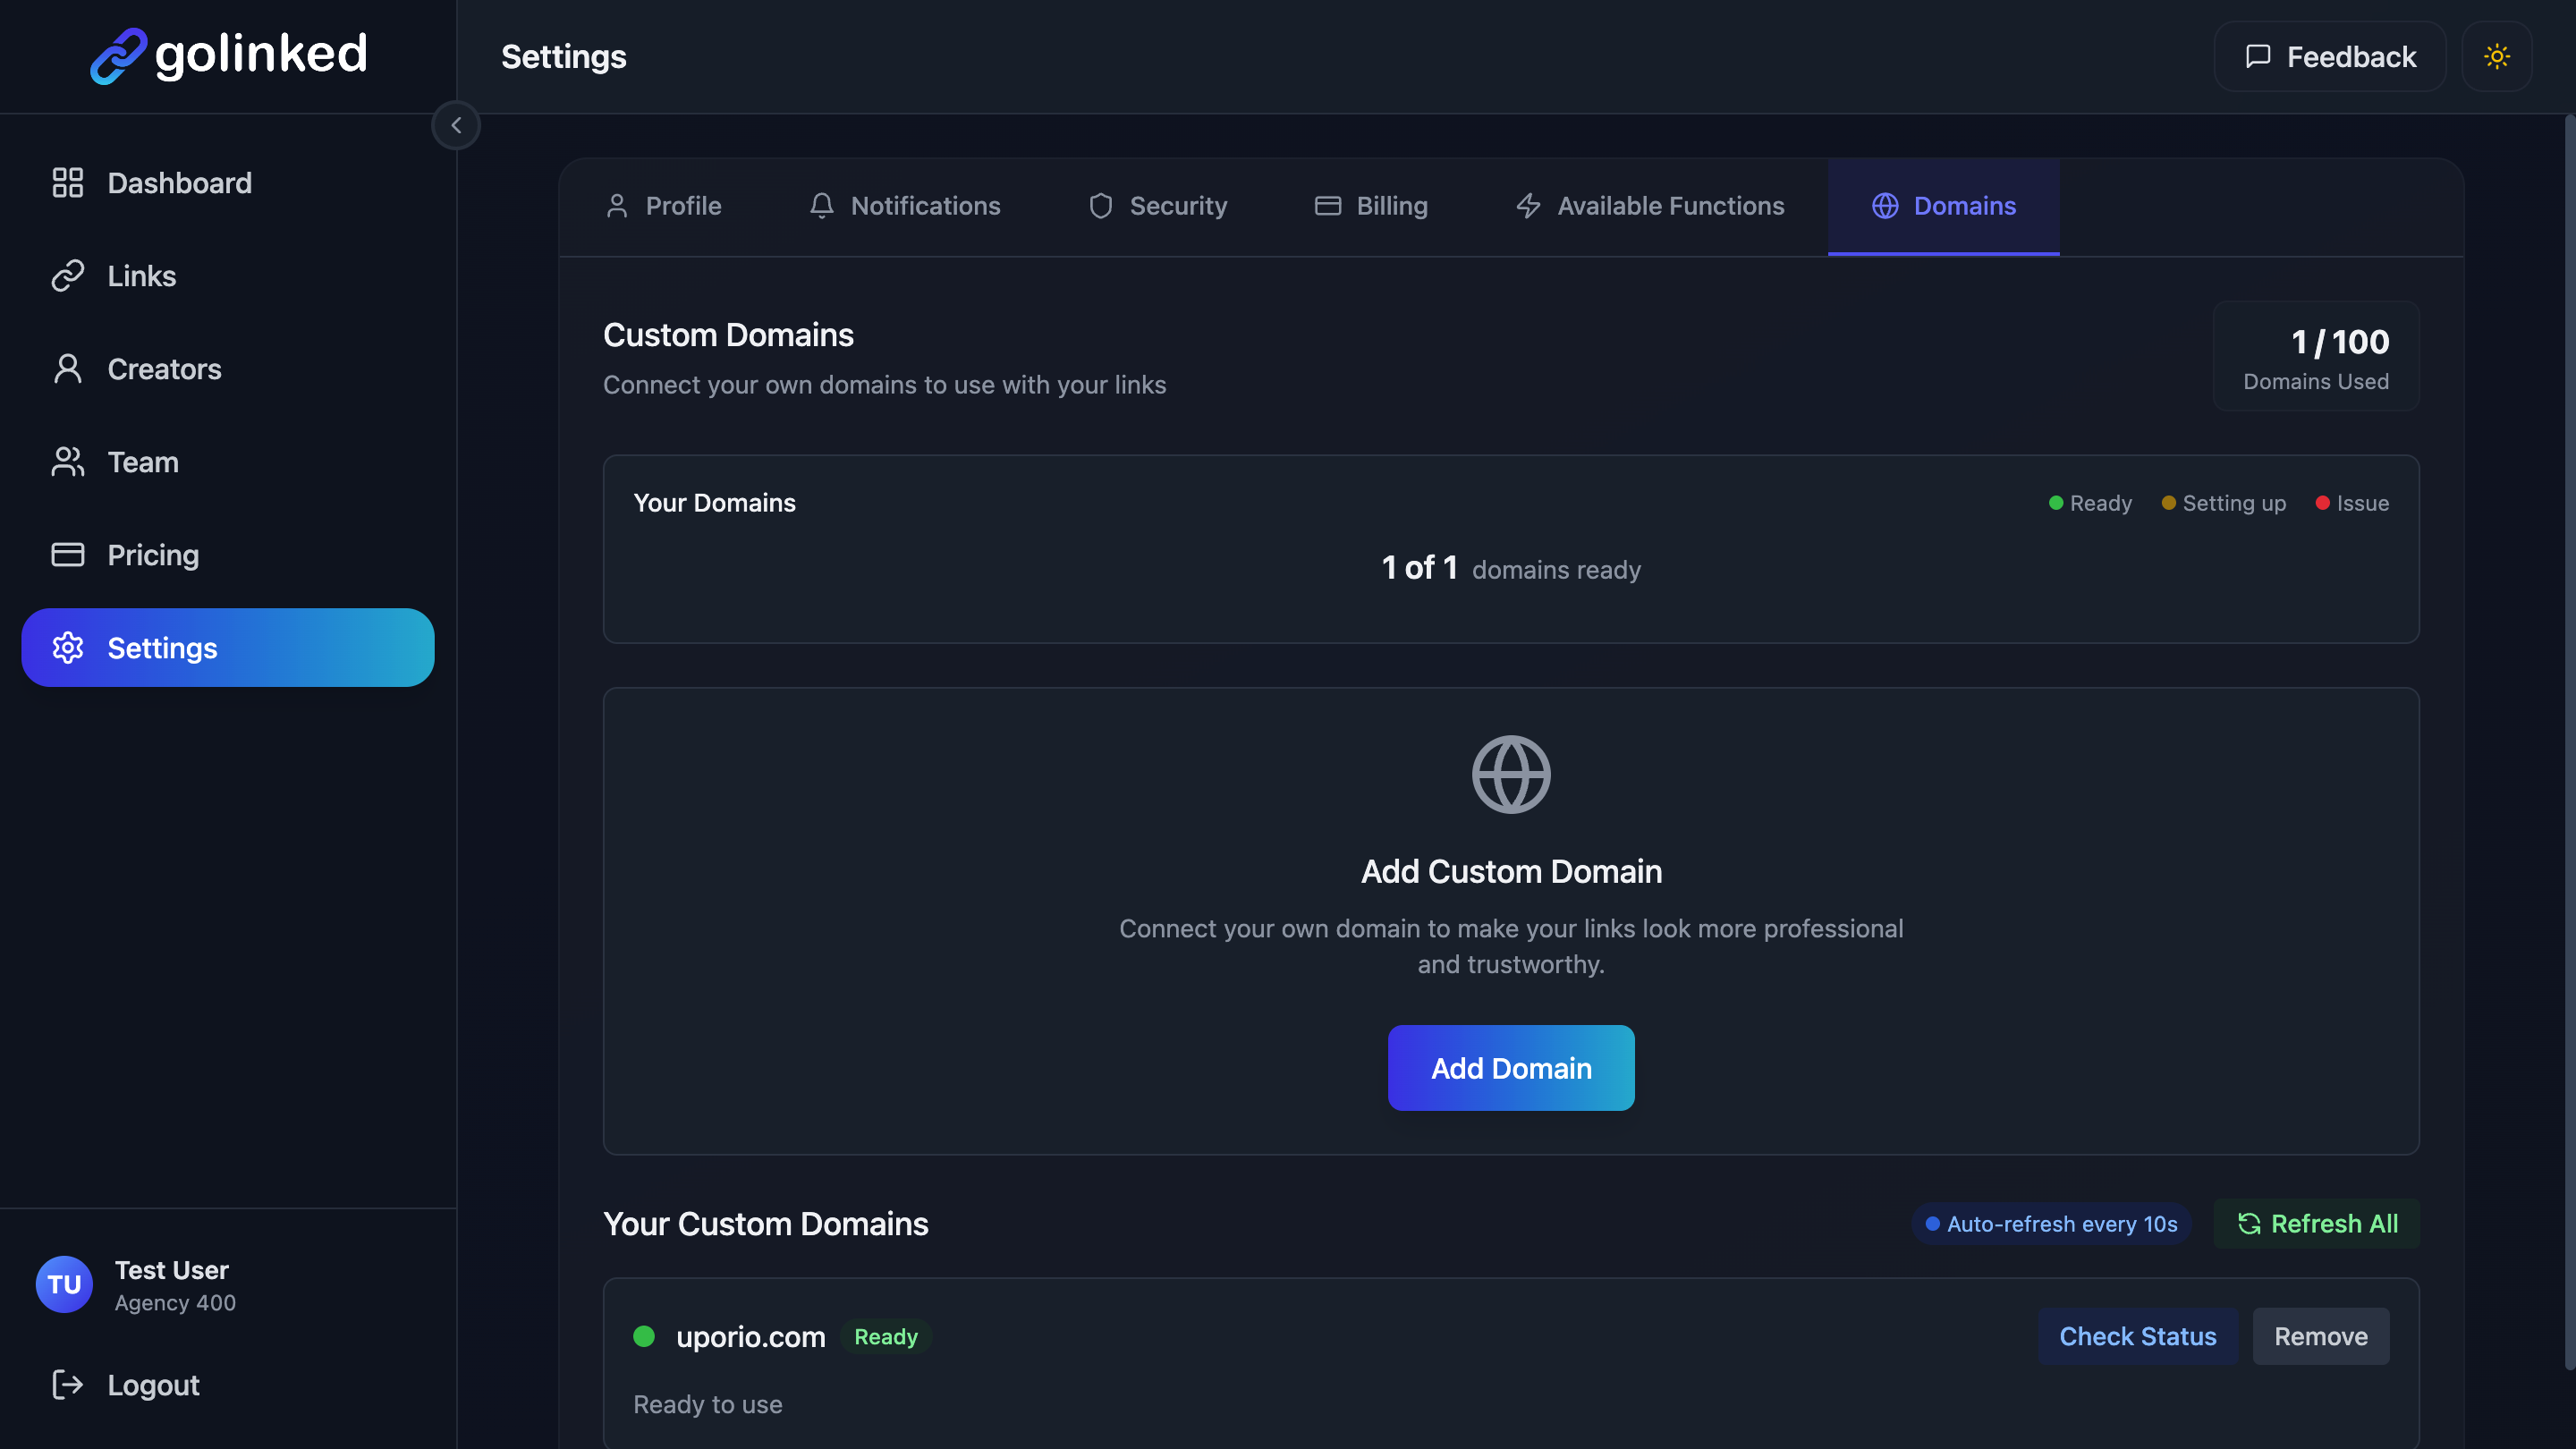 golinked
Settings
Feedback
Dashboard
Links
Creators
Team
Pricing
Settings
Test User
TU
Agency 400
Logout
Profile
Notifications
Security
Billing
Available Functions
Domains
Custom Domains
Connect your own domains to use with your links
1 / 100
Domains Used
Your Domains
Ready
Setting up
Issue
1 of 1 domains ready
Add Custom Domain
Connect your own domain to make your links look more professional
and trustworthy.
Add Domain
Your Custom Domains
Auto-refresh every 10s
Refresh All
uporio.com
Ready
Check Status
Remove
Ready to use